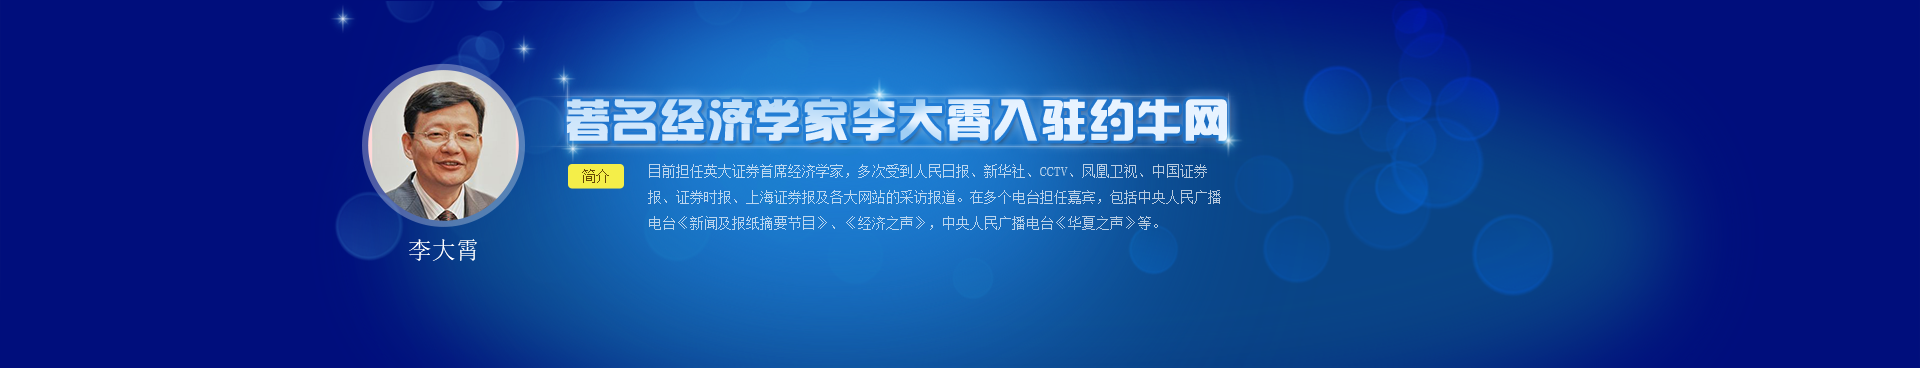 著名经济学家李大霄入驻约牛网
简介
目前担任英大证券首席经济学家，多次受到人民日报、新华社、CCTV、凤凰卫视、中国证券
报、证券时报、上海证券报及各大网站的采访报道。在多个电台担任嘉宾，包括中央人民广播
电台《新闻及报纸摘要节目》、《经济之声》，中央人民广播电台《华夏之声》等。
李大霄